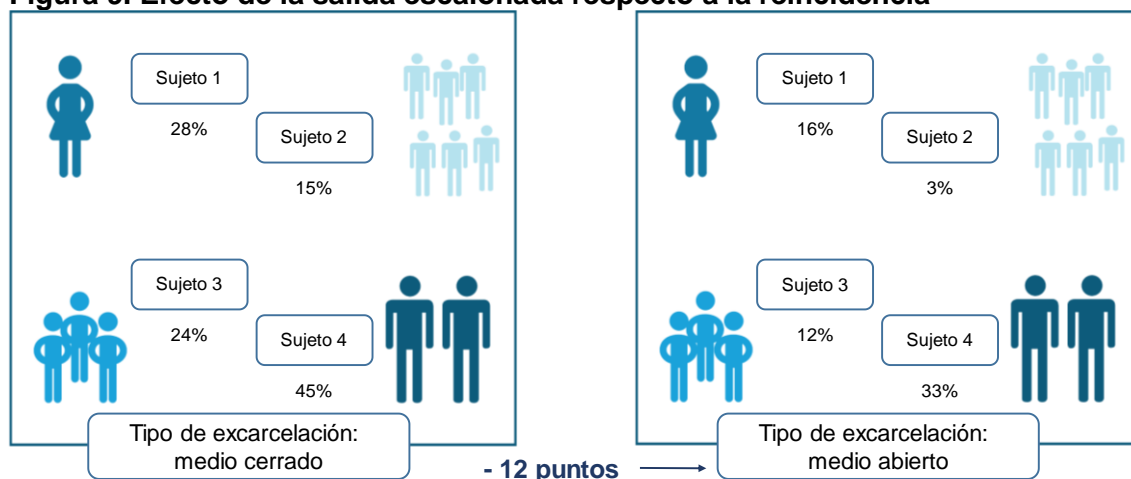 Sujeto 1
28%
Sujeto 2
15%
Sujeto 3
24%
Sujeto 4
45%
Tipo de excarcelación:
medio cerrado
- 12 puntos
Sujeto 1
16%
Sujeto 2
3%
Sujeto 3
12%
Sujeto 4
33%
Tipo de excarcelación:
medio abierto